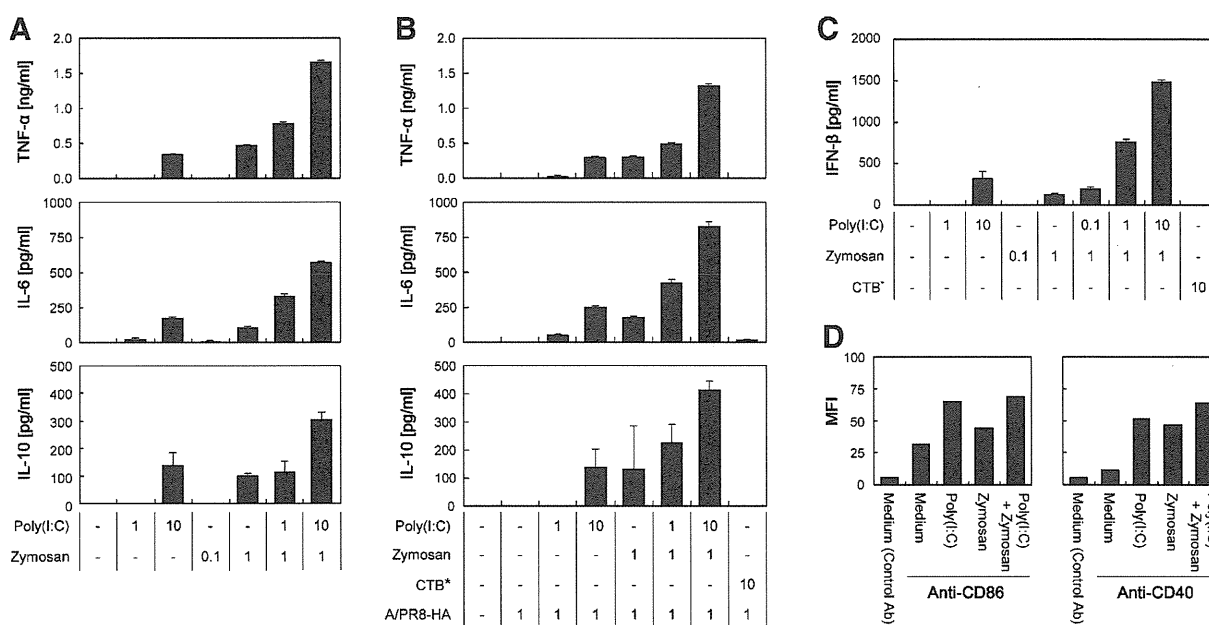 A
TNF-α [ng/ml]
2.0
1.5
1.0
0.5
0.0
IL-6 [pg/ml]
1000
750
500
250
0
IL-10 [pg/ml]
500
400
300
200
100
0
Poly(I:C) - 1 10 - - 1 10
Zymosan - - - 0.1 1 1 1
B
TNF-α [ng/ml]
2.0
1.5
1.0
0.5
0.0
IL-6 [pg/ml]
1000
750
500
250
0
IL-10 [pg/ml]
500
400
300
200
100
0
Poly(I:C) - - 1 10 - 1 10 -
Zymosan - - - - 1 1 1 -
CTB* - - - - - - - 10
A/PR8-HA - 1 1 1 1 1 1 1
C
IFN-β [pg/ml]
2000
1500
1000
500
0
Poly(I:C) - 1 10 - - 0.1 1 10 -
Zymosan - - - 0.1 1 1 1 1 -
CTB* - - - - - - - - 10
D
MFI
100
75
50
25
0
Medium (Control Ab)
Medium
Poly(I:C)
Zymosan
Poly(I:C) + Zymosan
Anti-CD86
Medium (Control Ab)
Medium
Poly(I:C)
Zymosan
+ Zymosan
Anti-CD40